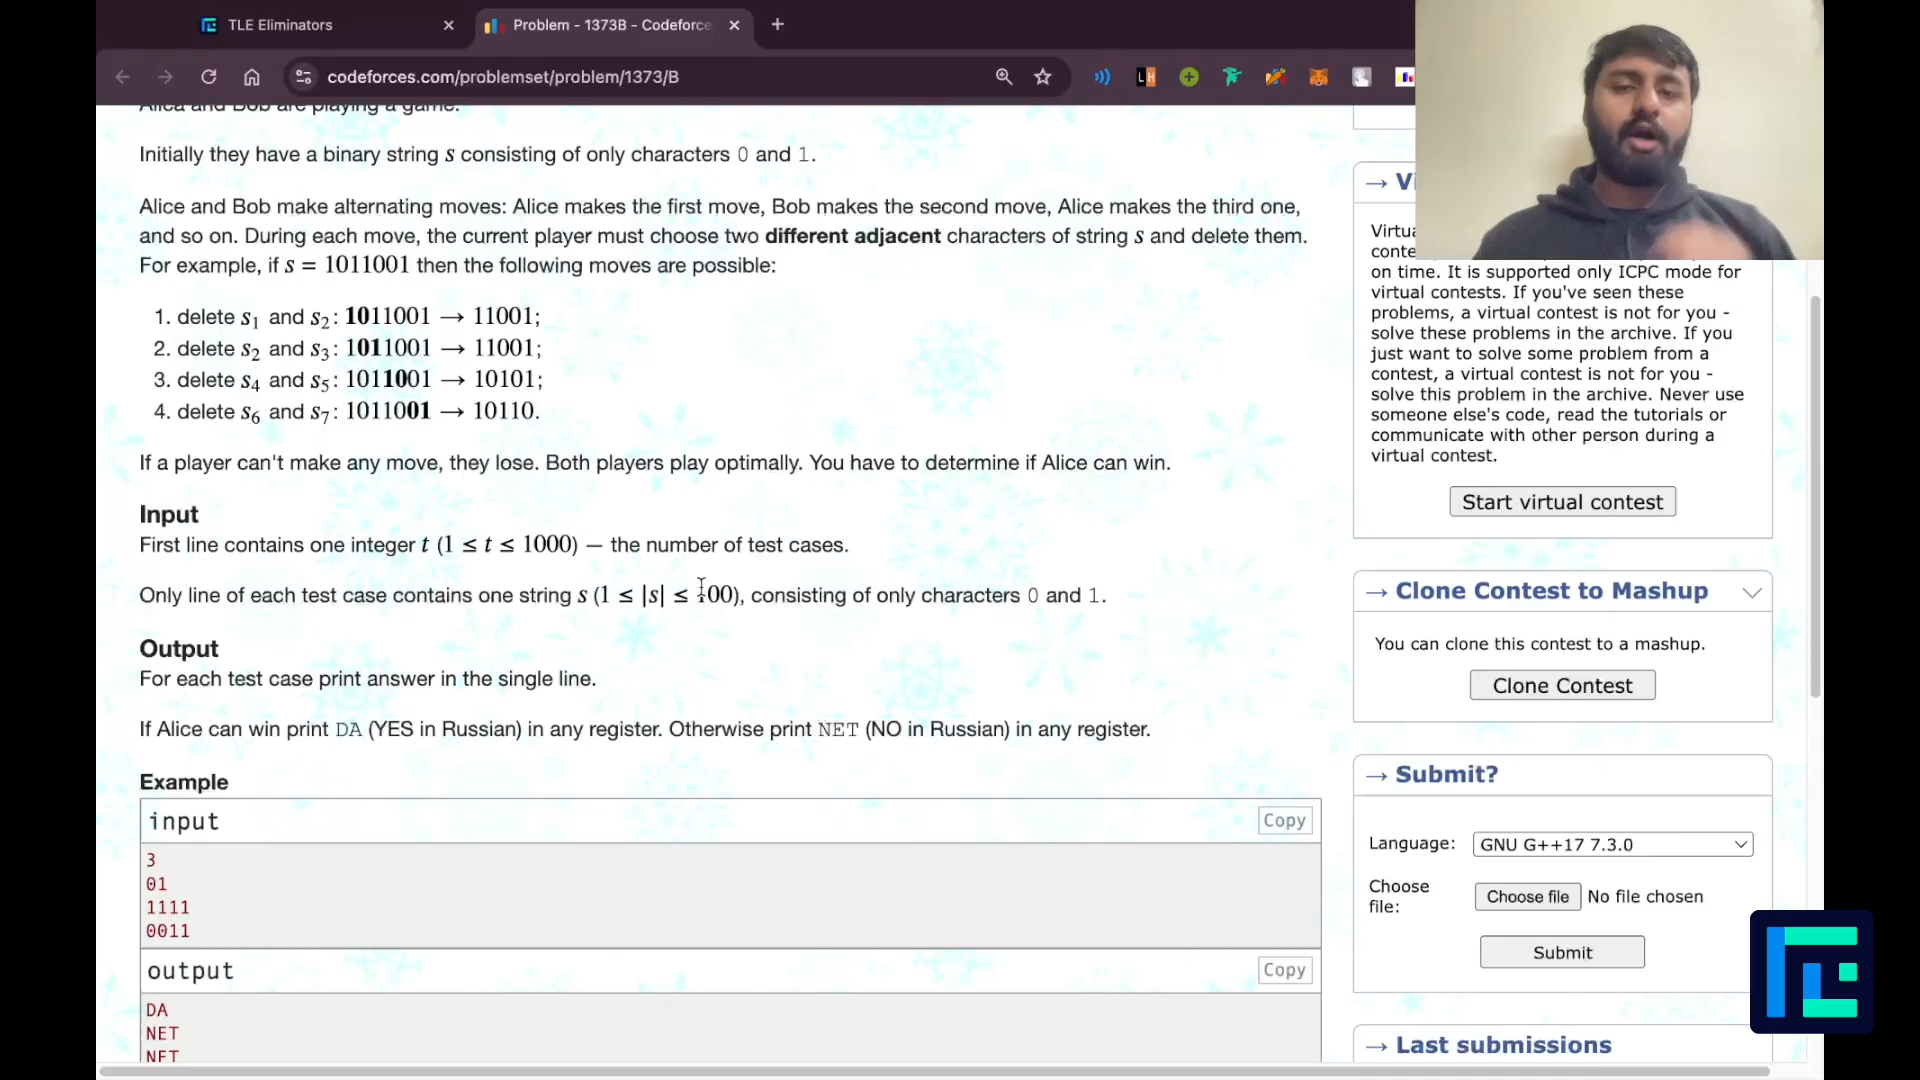 TLE Eliminators
Problem - 1373B - Codeforce
codeforces.com/problemset/problem/1373/B
Alica and Bob are playing a game.
Initially they have a binary string s consisting of only characters 0 and 1.
Alice and Bob make alternating moves: Alice makes the first move, Bob makes the second move, Alice makes the third one,
and so on. During each move, the current player must choose two different adjacent characters of string s and delete them.
For example, if s = 1011001 then the following moves are possible:
1. delete s1 and s2: 1011001 → 11001;
2. delete s2 and s3: 1011001 → 11001;
3. delete s4 and s5: 1011001 → 10101;
4. delete s6 and s7: 1011001 → 10110.
If a player can't make any move, they lose. Both players play optimally. You have to determine if Alice can win.
Input
First line contains one integer t (1 ≤ t ≤ 1000) — the number of test cases.
Only line of each test case contains one string s (1 ≤ |s| ≤ 100), consisting of only characters 0 and 1.
Output
For each test case print answer in the single line.
If Alice can win print DA (YES in Russian) in any register. Otherwise print NET (NO in Russian) in any register.
Example
input
Copy
3
01
1111
0011
output
Copy
DA
NET
NET
→ Vi
Virtua
conte
on time. It is supported only ICPC mode for
virtual contests. If you've seen these
problems, a virtual contest is not for you -
solve these problems in the archive. If you
just want to solve some problem from a
contest, a virtual contest is not for you -
solve this problem in the archive. Never use
someone else's code, read the tutorials or
communicate with other person during a
virtual contest.
Start virtual contest
→ Clone Contest to Mashup
You can clone this contest to a mashup.
Clone Contest
→ Submit?
Language: GNU G++17 7.3.0
Choose
file:
Choose file No file chosen
Submit
→ Last submissions